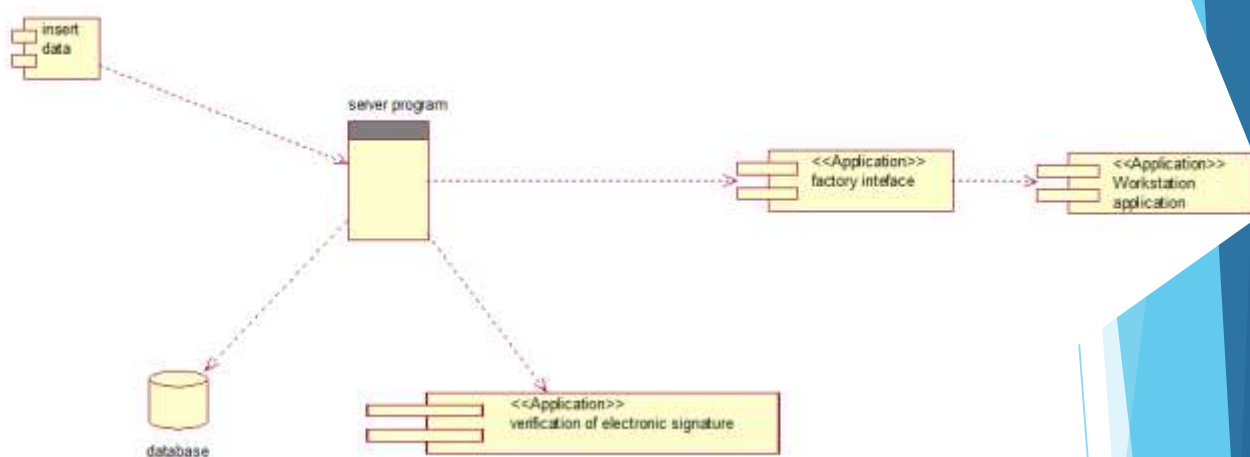 insert
data
server program
<<Application>>
factory inteface
<<Application>>
Workstation
application
<<Application>>
verification of electronic signature
database